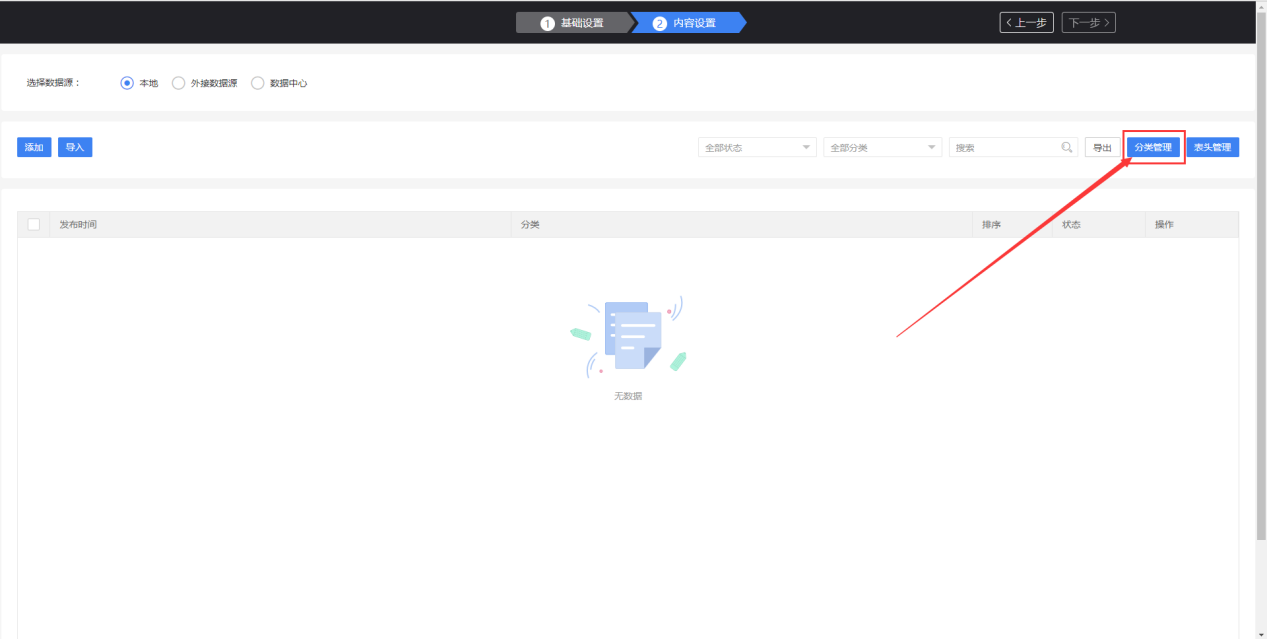 1 基础设置 2 内容设置 <上一步 下一步>
选择数据源： 本地 外接数据源 数据中心
添加 导入 全部状态 全部分类 搜索 导出 分类管理 表头管理
发布时间 分类 排序 状态 操作
无数据